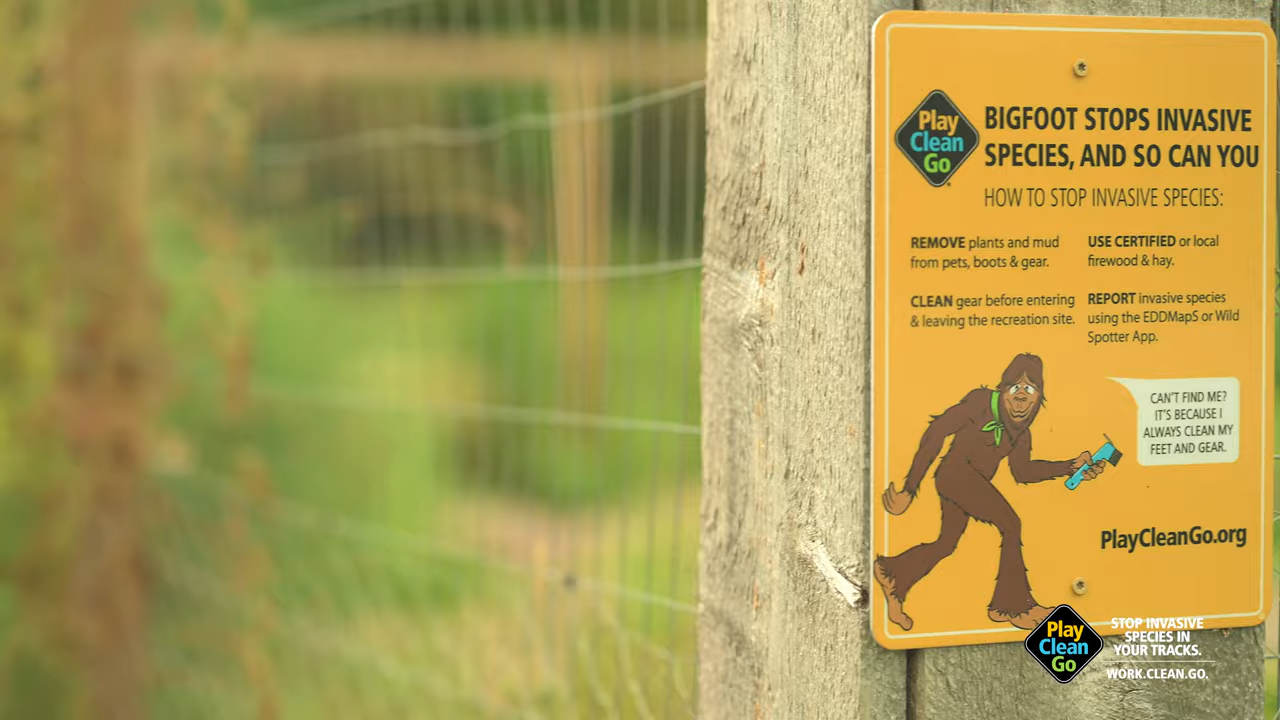 Play
Clean
Go
BIGFOOT STOPS INVASIVE
SPECIES, AND SO CAN YOU
HOW TO STOP INVASIVE SPECIES:
REMOVE plants and mud
from pets, boots & gear.
CLEAN gear before entering
& leaving the recreation site.
USE CERTIFIED or local
firewood & hay.
REPORT invasive species
using the EDDMapS or Wild
Spotter App.
CAN'T FIND ME?
IT'S BECAUSE I
ALWAYS CLEAN MY
FEET AND GEAR.
PlayCleanGo.org
Play
Clean
Go
STOP INVASIVE
SPECIES IN
YOUR TRACKS.
WORK.CLEAN.GO.